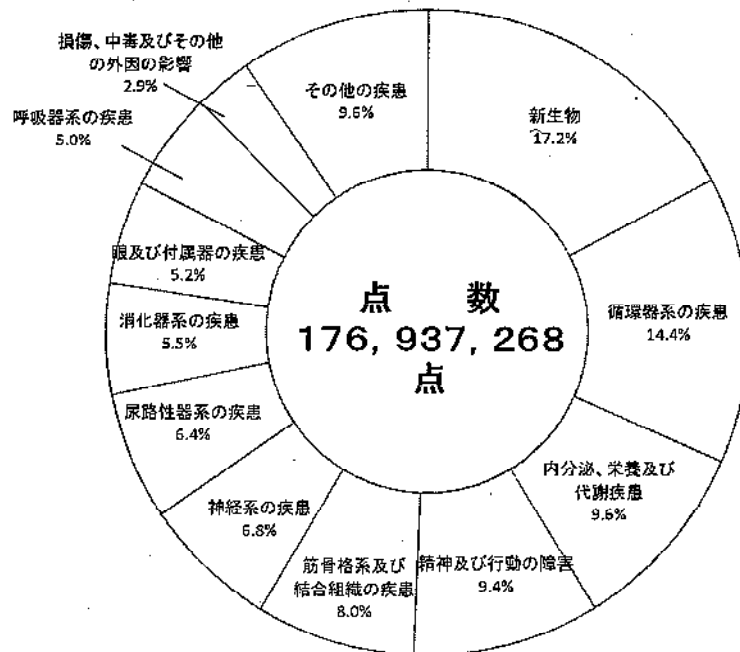 損傷、中毒及びその他
の外因の影響
2.9%
その他の疾患
9.6%
新生物
17.2%
呼吸器系の疾患
5.0%
眼及び付属器の疾患
5.2%
循環器系の疾患
14.4%
消化器系の疾患
5.5%
点 数
176,937,268
点
尿路性器系の疾患
6.4%
内分泌、栄養及び
代謝疾患
9.6%
神経系の疾患
6.8%
筋骨格系及び
結合組織の疾患
8.0%
精神及び行動の障害
9.4%